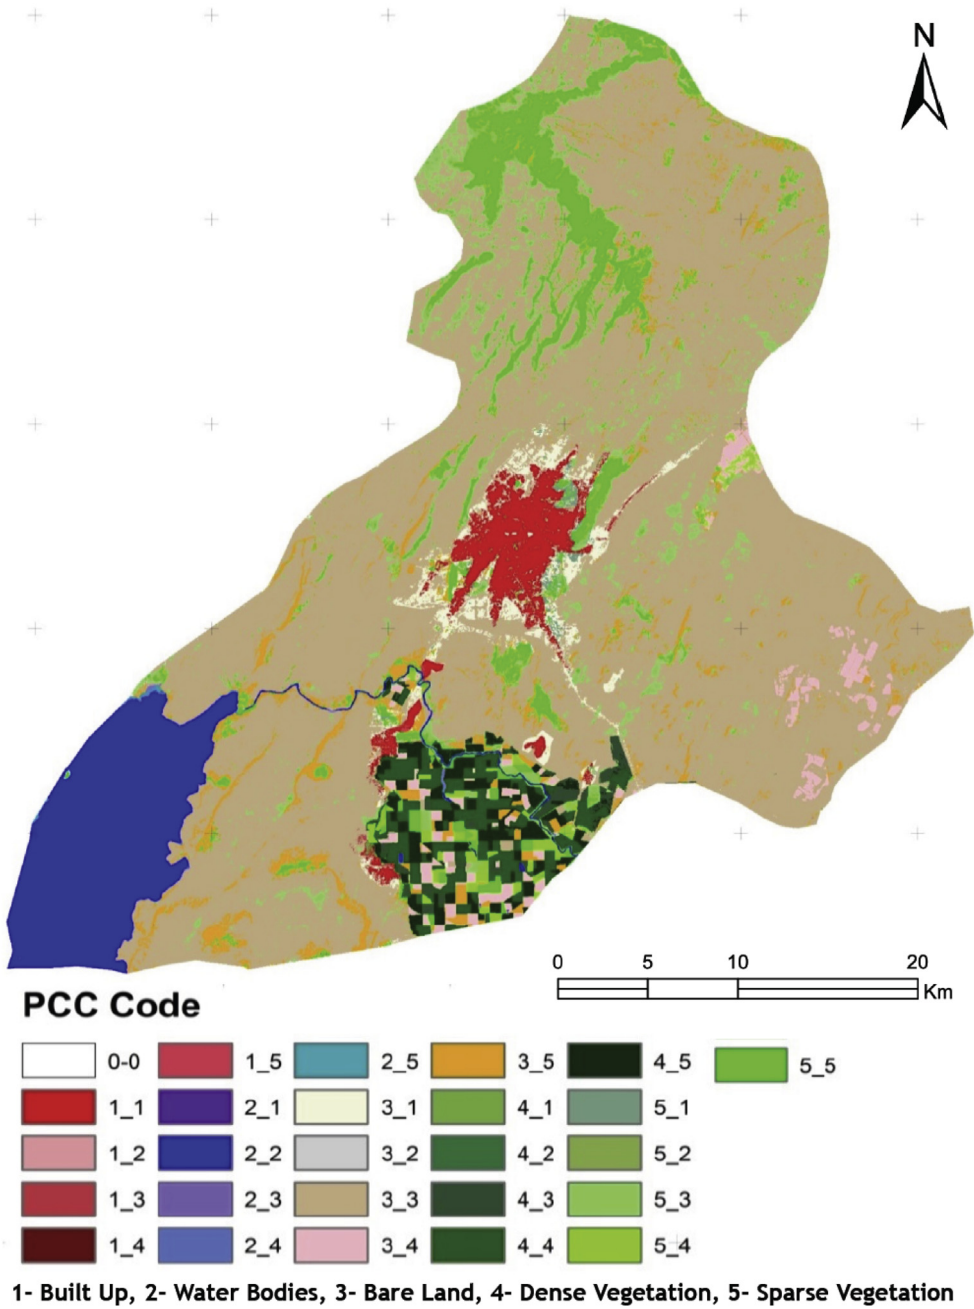 N
0 5 10 20
Km
PCC Code
0-0 1_5 2_5 3_5 4_5 5_5
1_1 2_1 3_1 4_1 5_1
1_2 2_2 3_2 4_2 5_2
1_3 2_3 3_3 4_3 5_3
1_4 2_4 3_4 4_4 5_4
1- Built Up, 2- Water Bodies, 3- Bare Land, 4- Dense Vegetation, 5- Sparse Vegetation